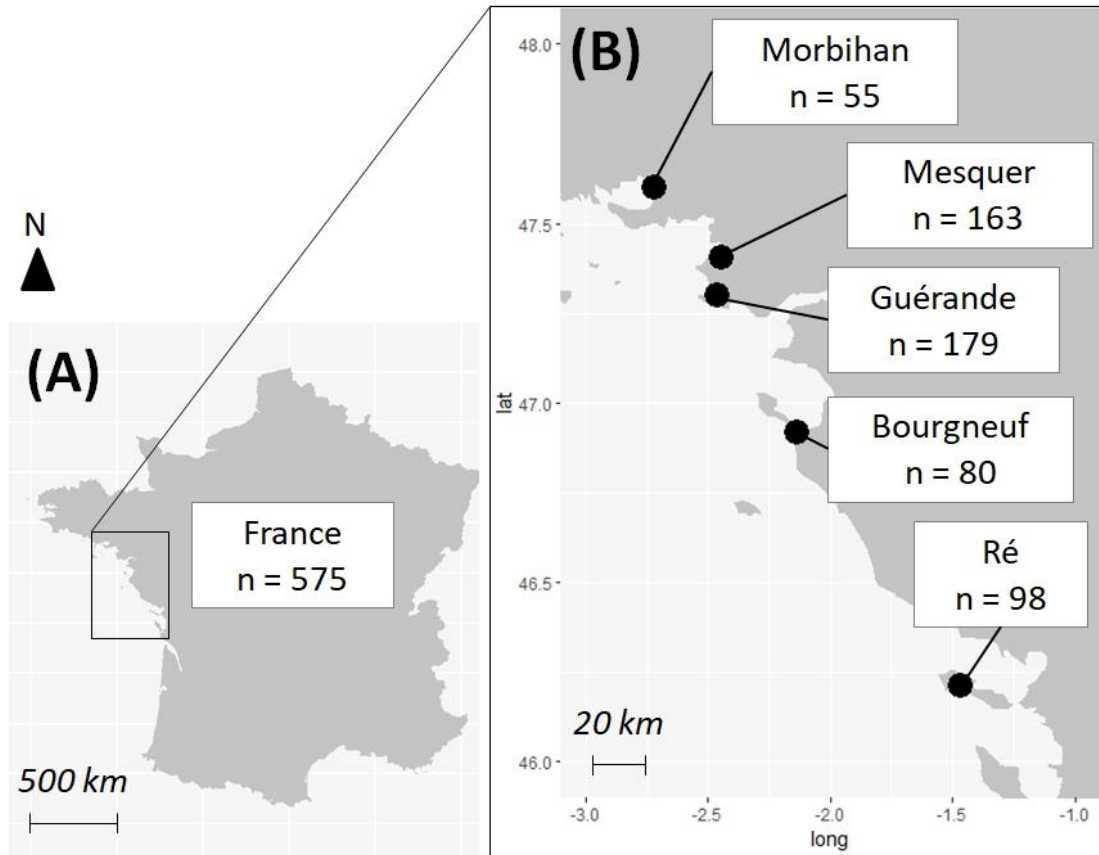 N
(A)
France
n = 575
500 km
(B)
Morbihan
n = 55
Mesquer
n = 163
Guérande
n = 179
Bourgneuf
n = 80
Ré
n = 98
20 km
48.0
47.5
47.0
46.5
46.0
lat
-3.0
-2.5
-2.0
-1.5
-1.0
long